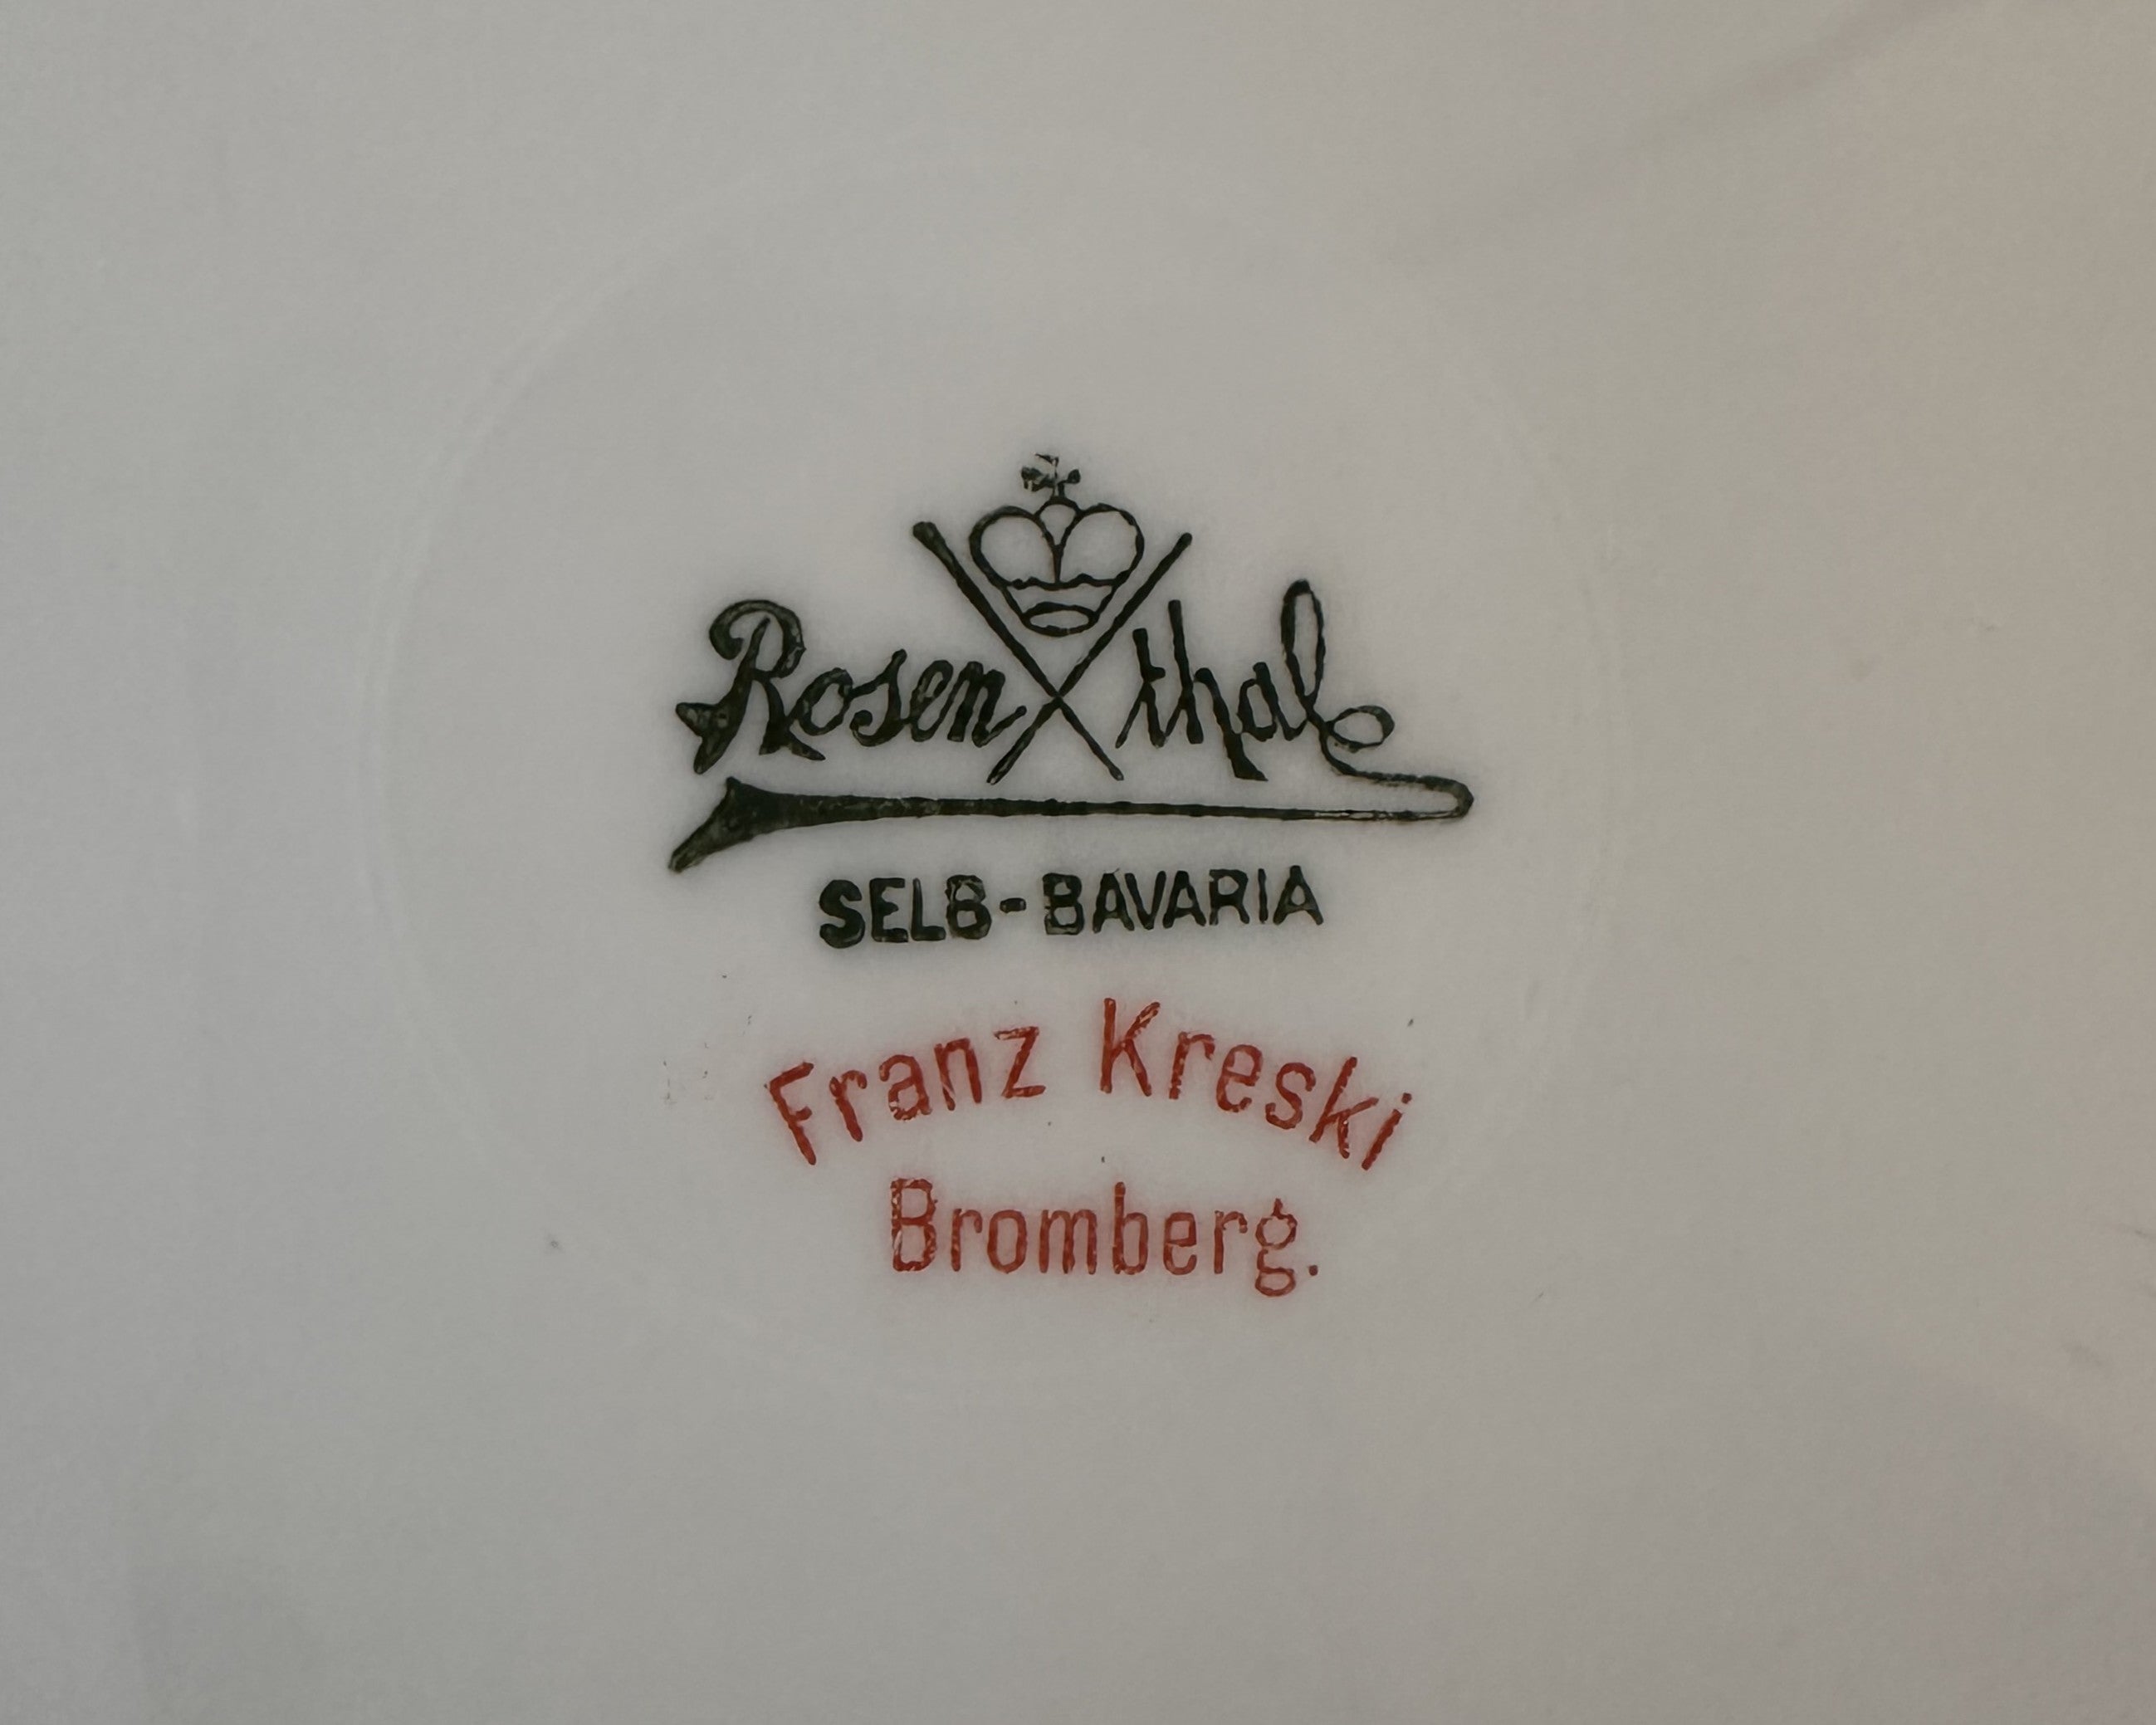 Rosenthal
SELB-BAVARIA
Franz Kreski
Bromberg.